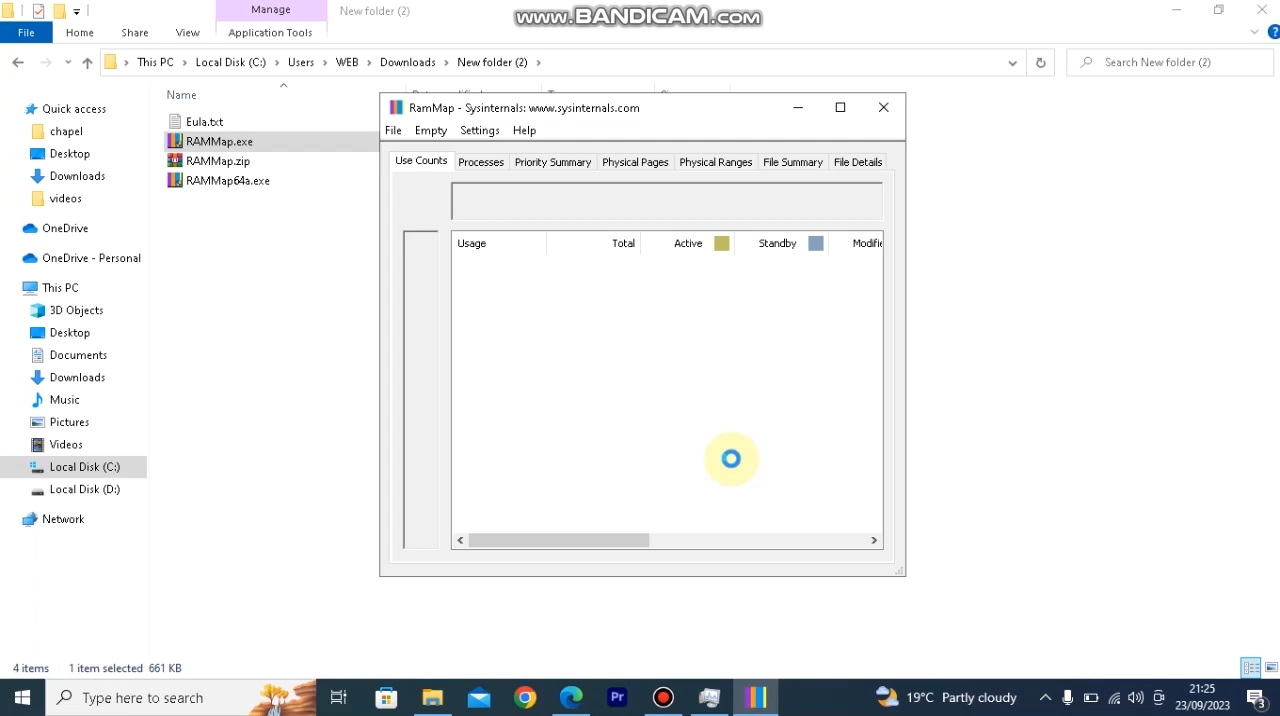 Manage
New folder (2)
www.BANDICAM.com
File
Home
Share
View
Application Tools
This PC
Local Disk (C:)
Users
WEB
Downloads
New folder (2)
Search New folder (2)
Quick access
chapel
Desktop
Downloads
videos
OneDrive
OneDrive - Personal
This PC
3D Objects
Desktop
Documents
Downloads
Music
Pictures
Videos
Local Disk (C:)
Local Disk (D:)
Network
Name
Eula.txt
RAMMap.exe
RAMMap.zip
RAMMap64a.exe
RamMap - Sysinternals: www.sysinternals.com
File Empty Settings Help
Use Counts Processes Priority Summary Physical Pages Physical Ranges File Summary File Details
Usage Total Active Standby Modifie
4 items 1 item selected 661 KB
Type here to search
Pr
19°C Partly cloudy
21:25
23/09/2023
3